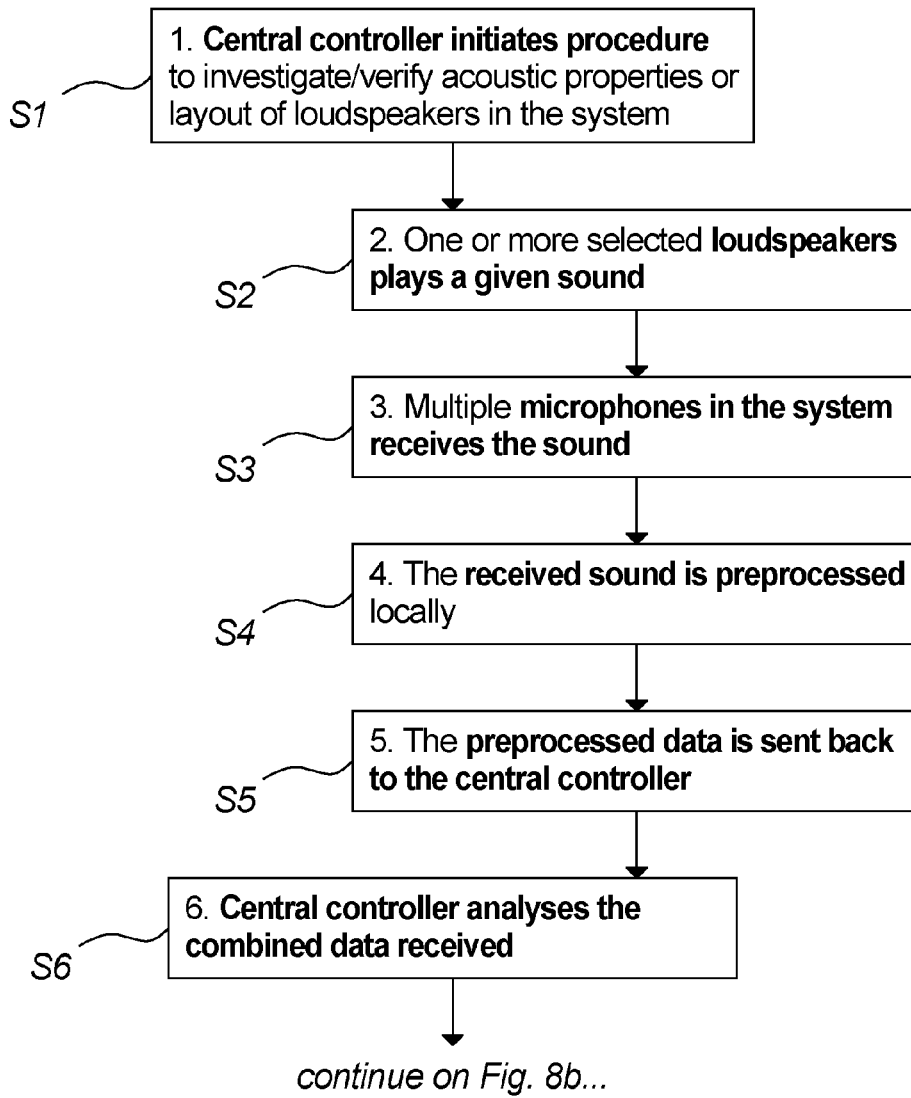 1. Central controller initiates procedure
to investigate/verify acoustic properties or
layout of loudspeakers in the system
S1
2. One or more selected loudspeakers
plays a given sound
S2
3. Multiple microphones in the system
receives the sound
S3
4. The received sound is preprocessed
locally
S4
5. The preprocessed data is sent back
to the central controller
S5
6. Central controller analyses the
combined data received
S6
continue on Fig. 8b...